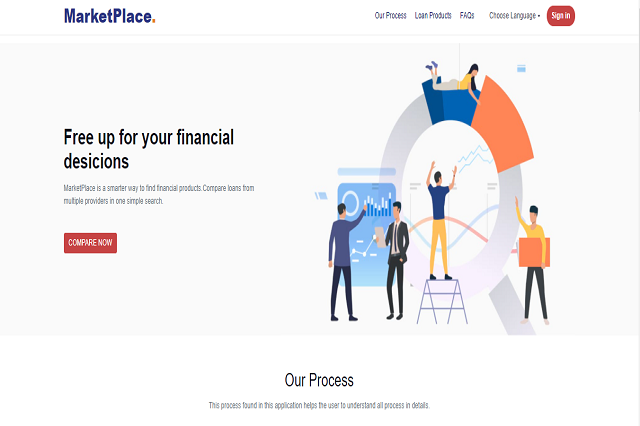 MarketPlace.
Our Process Loan Products FAQs Choose Language Sign in
Free up for your financial
desicions
MarketPlace is a smarter way to find financial products.Compare loans from
multiple providers in one simple search.
COMPARE NOW
Our Process
This process found in this application helps the user to understand all process in details.